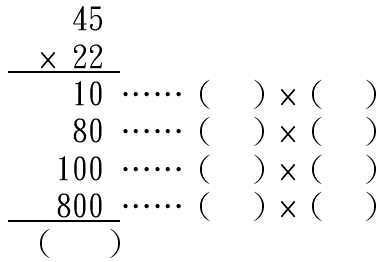 45
× 22
10 …… (  ) × (  )
80 …… (  ) × (  )
100 …… (  ) × (  )
800 …… (  ) × (  )
(  )